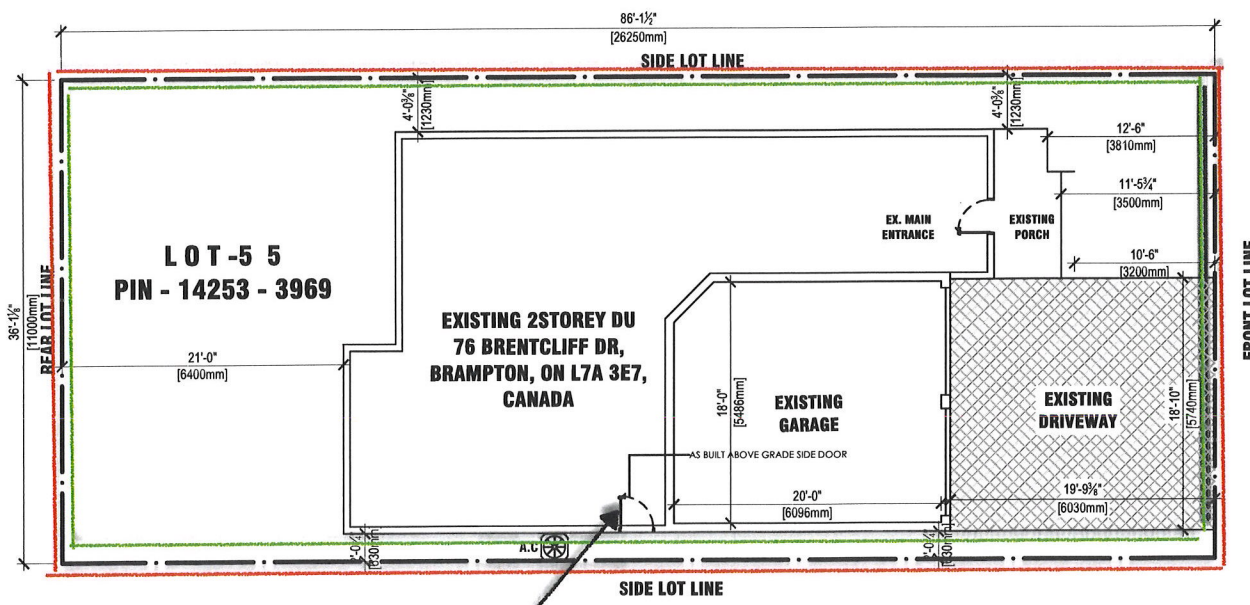 86'-1½"
[26250mm]
SIDE LOT LINE
4'-0⅜"
[1230mm]
4'-0⅜"
[1230mm]
12'-6"
[3810mm]
11'-5¾"
[3500mm]
EX. MAIN
ENTRANCE
EXISTING
PORCH
10'-6"
[3200mm]
LOT-5 5
PIN - 14253 - 3969
36'-1⅛"
[11000mm]
REAR LOT LINE
FRONT LOT LINE
21'-0"
[6400mm]
EXISTING 2STOREY DU
76 BRENTCLIFF DR,
BRAMPTON, ON L7A 3E7,
CANADA
18'-0"
[5486mm]
EXISTING
GARAGE
EXISTING
DRIVEWAY
18'-10"
[5740mm]
AS BUILT ABOVE GRADE SIDE DOOR
20'-0"
[6096mm]
19'-9⅜"
[6030mm]
A.C
SIDE LOT LINE